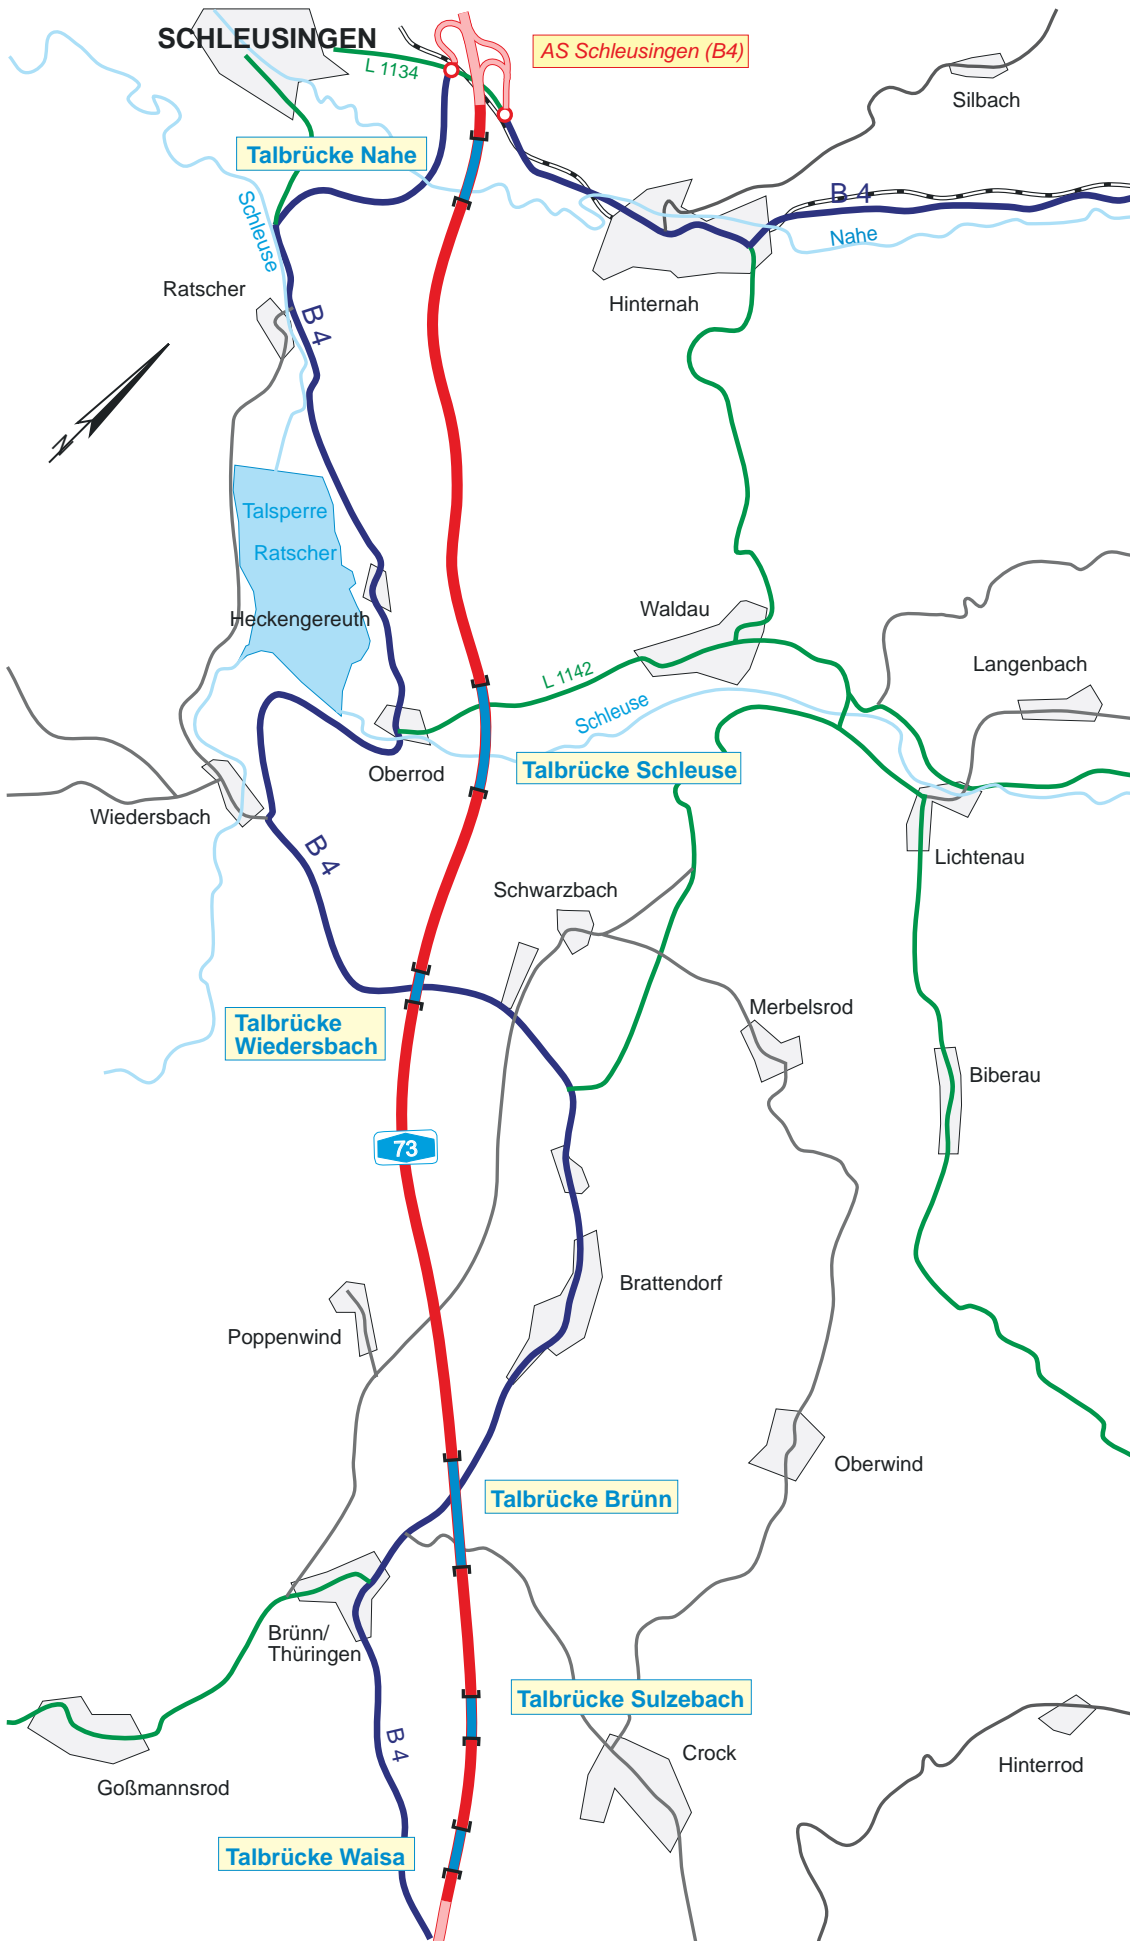 SCHLEUSINGEN
AS Schleusingen (B4)
L 1134
Silbach
Talbrücke Nahe
B 4
Schleuse
Nahe
Ratscher
Hinternah
B 4
N
Talsperre
Ratscher
Heckengereuth
Waldau
Langenbach
L 1142
Schleuse
Oberrod
Talbrücke Schleuse
Wiedersbach
B 4
Lichtenau
Schwarzbach
Merbelsrod
Talbrücke
Wiedersbach
Biberau
73
Brattendorf
Poppenwind
Oberwind
Talbrücke Brünn
Brünn/
Thüringen
Talbrücke Sulzebach
B 4
Crock
Hinterrod
Goßmannsrod
Talbrücke Waisa